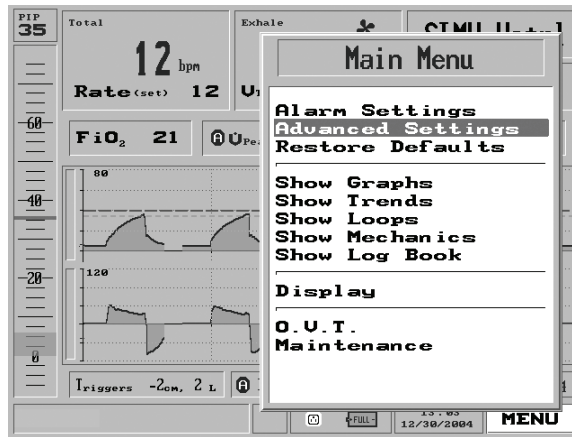 PIP
35
Total
12 bpm
Rate(set) 12
Exhale
SIMV
60
FiO₂ 21
A
80
40
20
120
0
Triggers -2cm, 2 L
A
Main Menu
Alarm Settings
Advanced Settings
Restore Defaults
Show Graphs
Show Trends
Show Loops
Show Mechanics
Show Log Book
Display
O.V.T.
Maintenance
FULL
12/30/2004
MENU